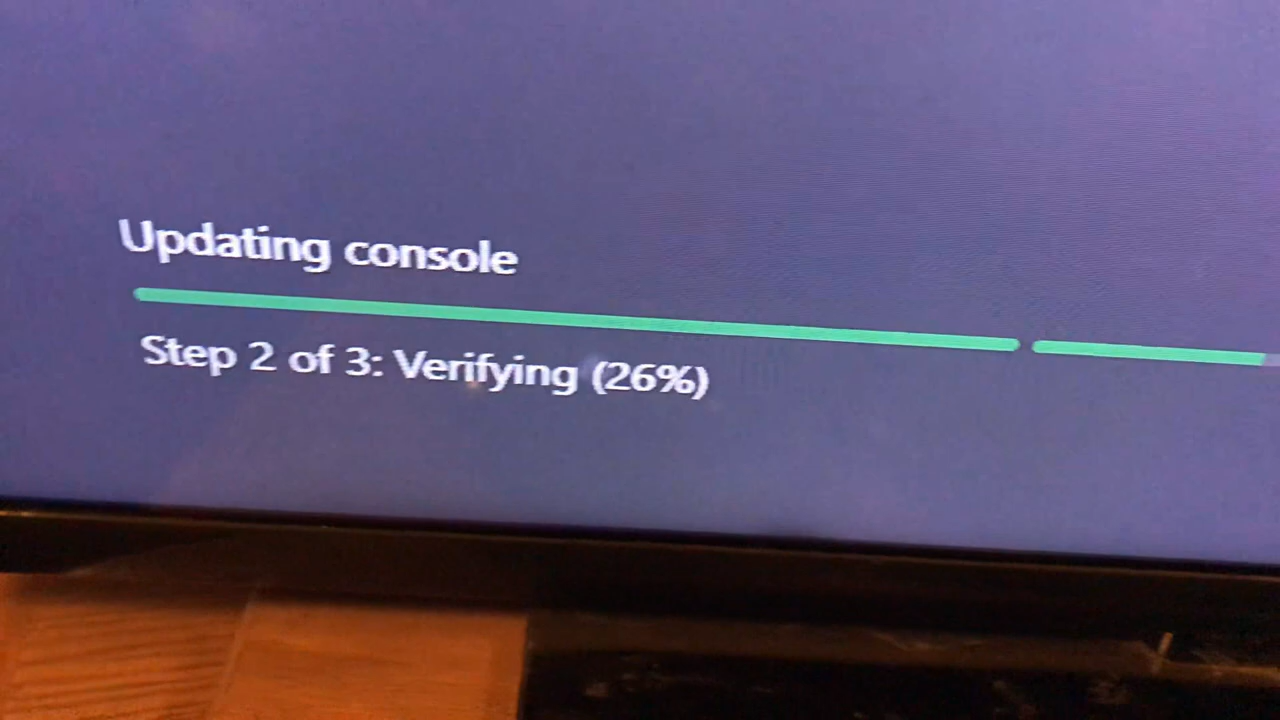 Updating console
Step 2 of 3: Verifying (26%)